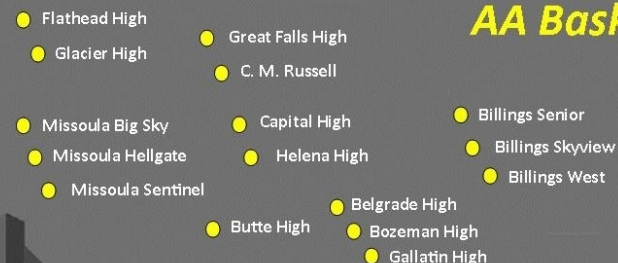 AA
Flathead High
Glacier High
Great Falls High
C. M. Russell
Missoula Big Sky
Missoula Hellgate
Missoula Sentinel
Capital High
Helena High
Billings Senior
Billings Skyview
Billings West
Butte High
Belgrade High
Bozeman High
Gallatin High